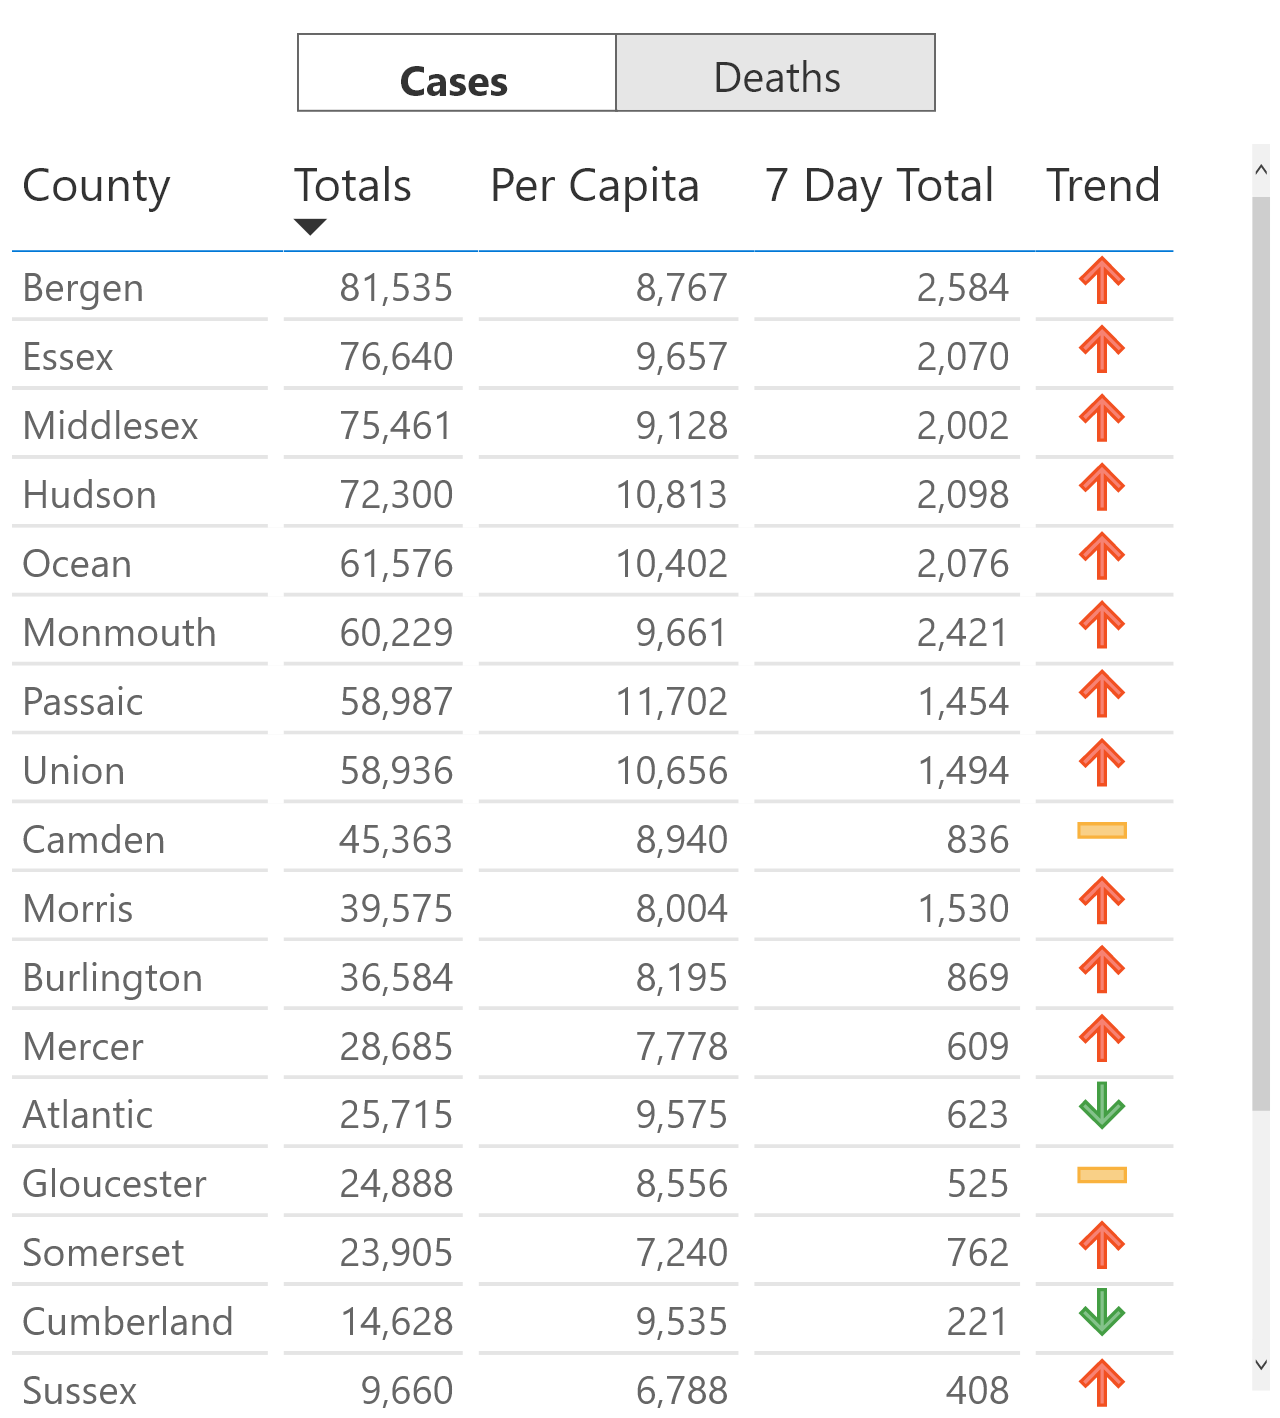 Cases Deaths
County Totals Per Capita 7 Day Total Trend
Bergen 81,535 8,767 2,584
Essex 76,640 9,657 2,070
Middlesex 75,461 9,128 2,002
Hudson 72,300 10,813 2,098
Ocean 61,576 10,402 2,076
Monmouth 60,229 9,661 2,421
Passaic 58,987 11,702 1,454
Union 58,936 10,656 1,494
Camden 45,363 8,940 836
Morris 39,575 8,004 1,530
Burlington 36,584 8,195 869
Mercer 28,685 7,778 609
Atlantic 25,715 9,575 623
Gloucester 24,888 8,556 525
Somerset 23,905 7,240 762
Cumberland 14,628 9,535 221
Sussex 9,660 6,788 408